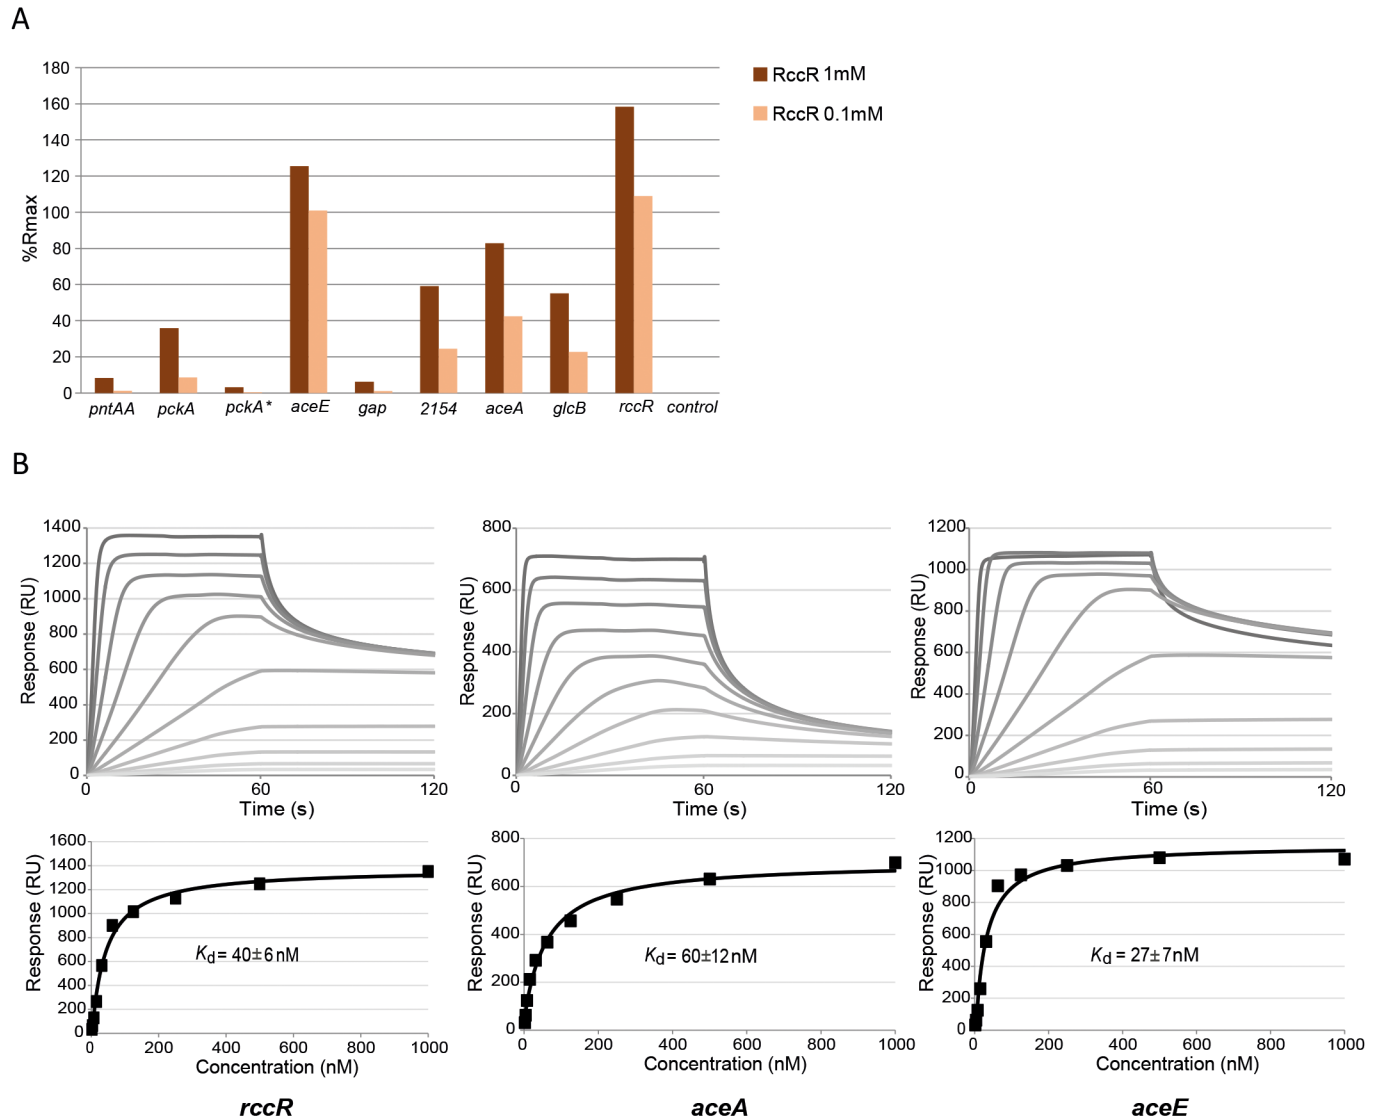 A
180
160
140
120
100
80
60
40
20
0
%Rmax
pntAA pckA pckA* aceE gap 2154 aceA glcB rccR control
RccR 1mM
RccR 0.1mM
B
1400
1200
1000
800
600
400
200
0
Response (RU)
0 60 120
Time (s)
800
600
400
200
0
Response (RU)
0 60 120
Time (s)
1200
1000
800
600
400
200
0
Response (RU)
0 60 120
Time (s)
1600
1400
1200
1000
800
600
400
200
0
Response (RU)
Kd = 40±6 nM
0 200 400 600 800 1000
Concentration (nM)
rccR
800
600
400
200
0
Response (RU)
Kd = 60±12nM
0 200 400 600 800 1000
Concentration (nM)
aceA
1200
1000
800
600
400
200
0
Response (RU)
Kd = 27±7nM
0 200 400 600 800 1000
Concentration (nM)
aceE